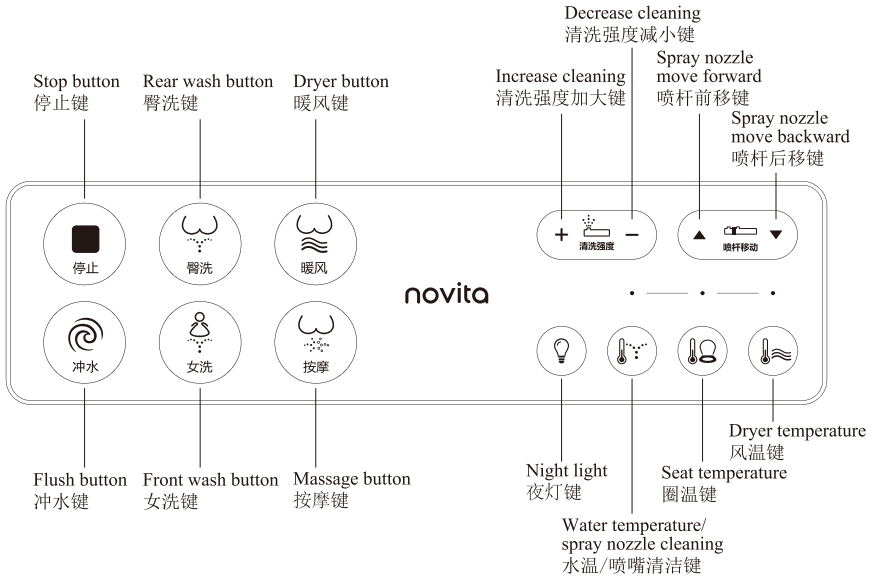 Decrease cleaning
清洗强度减小键
Stop button
停止键
Rear wash button
臀洗键
Dryer button
暖风键
Increase cleaning
清洗强度加大键
Spray nozzle
move forward
喷杆前移键
Spray nozzle
move backward
喷杆后移键
停止
臀洗
暖风
+
清洗强度
−
喷杆移动
novita
冲水
女洗
按摩
Flush button
冲水键
Front wash button
女洗键
Massage button
按摩键
Night light
夜灯键
Water temperature/
spray nozzle cleaning
水温/喷嘴清洁键
Seat temperature
圈温键
Dryer temperature
风温键